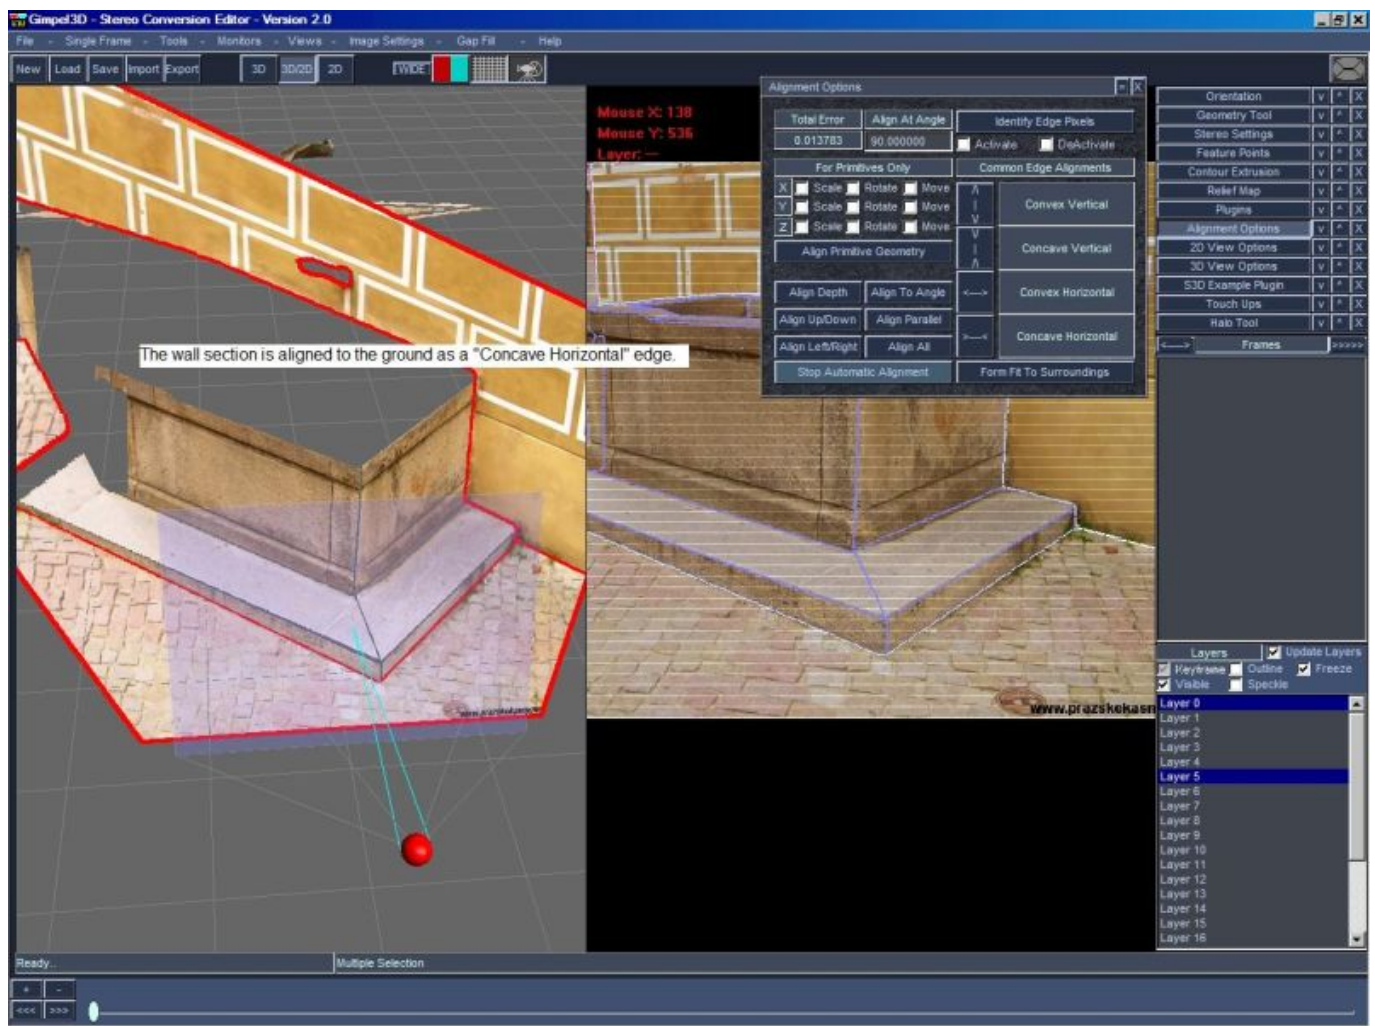 Gimpel3D - Stereo Conversion Editor - Version 2.0
File - Single Frame - Tools - Monitors - Views - Image Settings - Gap Fill - Help
New Load Save Import Export 3D 3D/2D 2D [WIDE]
Mouse X: 138
Mouse Y: 536
Layer: ---
Alignment Options
Total Error Align At Angle Identify Edge Pixels
0.013783 90.000000 Activate DeActivate
For Primitives Only Common Edge Alignments
X Scale Rotate Move
Y Scale Rotate Move
Z Scale Rotate Move
Convex Vertical
Align Primitive Geometry
Concave Vertical
Align Depth Align To Angle <---> Convex Horizontal
Align Up/Down Align Parallel
Align Left/Right Align All >---< Concave Horizontal
Stop Automatic Alignment Form Fit To Surroundings
The wall section is aligned to the ground as a "Concave Horizontal" edge.
www.prazskekasn
Orientation v ^ X
Geometry Tool v ^ X
Stereo Settings v ^ X
Feature Points v ^ X
Contour Extrusion v ^ X
Relief Map v ^ X
Plugins v ^ X
Alignment Options v ^ X
2D View Options v ^ X
3D View Options v ^ X
S3D Example Plugin v ^ X
Touch Ups v ^ X
Halo Tool v ^ X
<----> Frames >>>>>
Layers Update Layers
Keyframe Outline Freeze
Visible Speckle
Layer 0
Layer 1
Layer 2
Layer 3
Layer 4
Layer 5
Layer 6
Layer 7
Layer 8
Layer 9
Layer 10
Layer 11
Layer 12
Layer 13
Layer 14
Layer 15
Layer 16
Ready.. Multiple Selection
+ -
<<< >>>